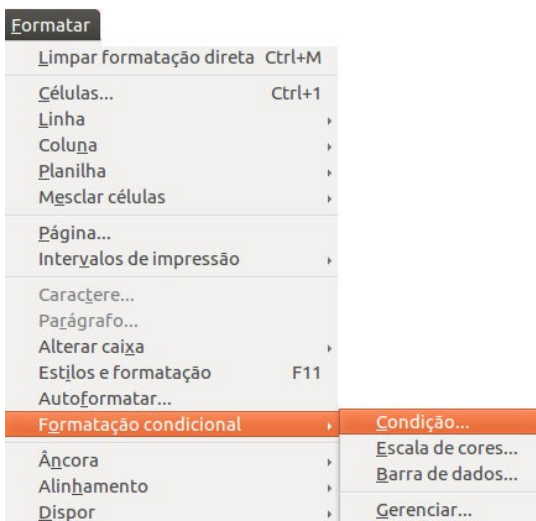 Formatar
Limpar formatação direta Ctrl+M
Células... Ctrl+1
Linha
Coluna
Planilha
Mesclar células
Página...
Intervalos de impressão
Caractere...
Parágrafo...
Alterar caixa
Estilos e formatação F11
Autoformatar...
Formatação condicional
Condição...
Escala de cores...
Âncora
Barra de dados...
Alinhamento
Dispor
Gerenciar...